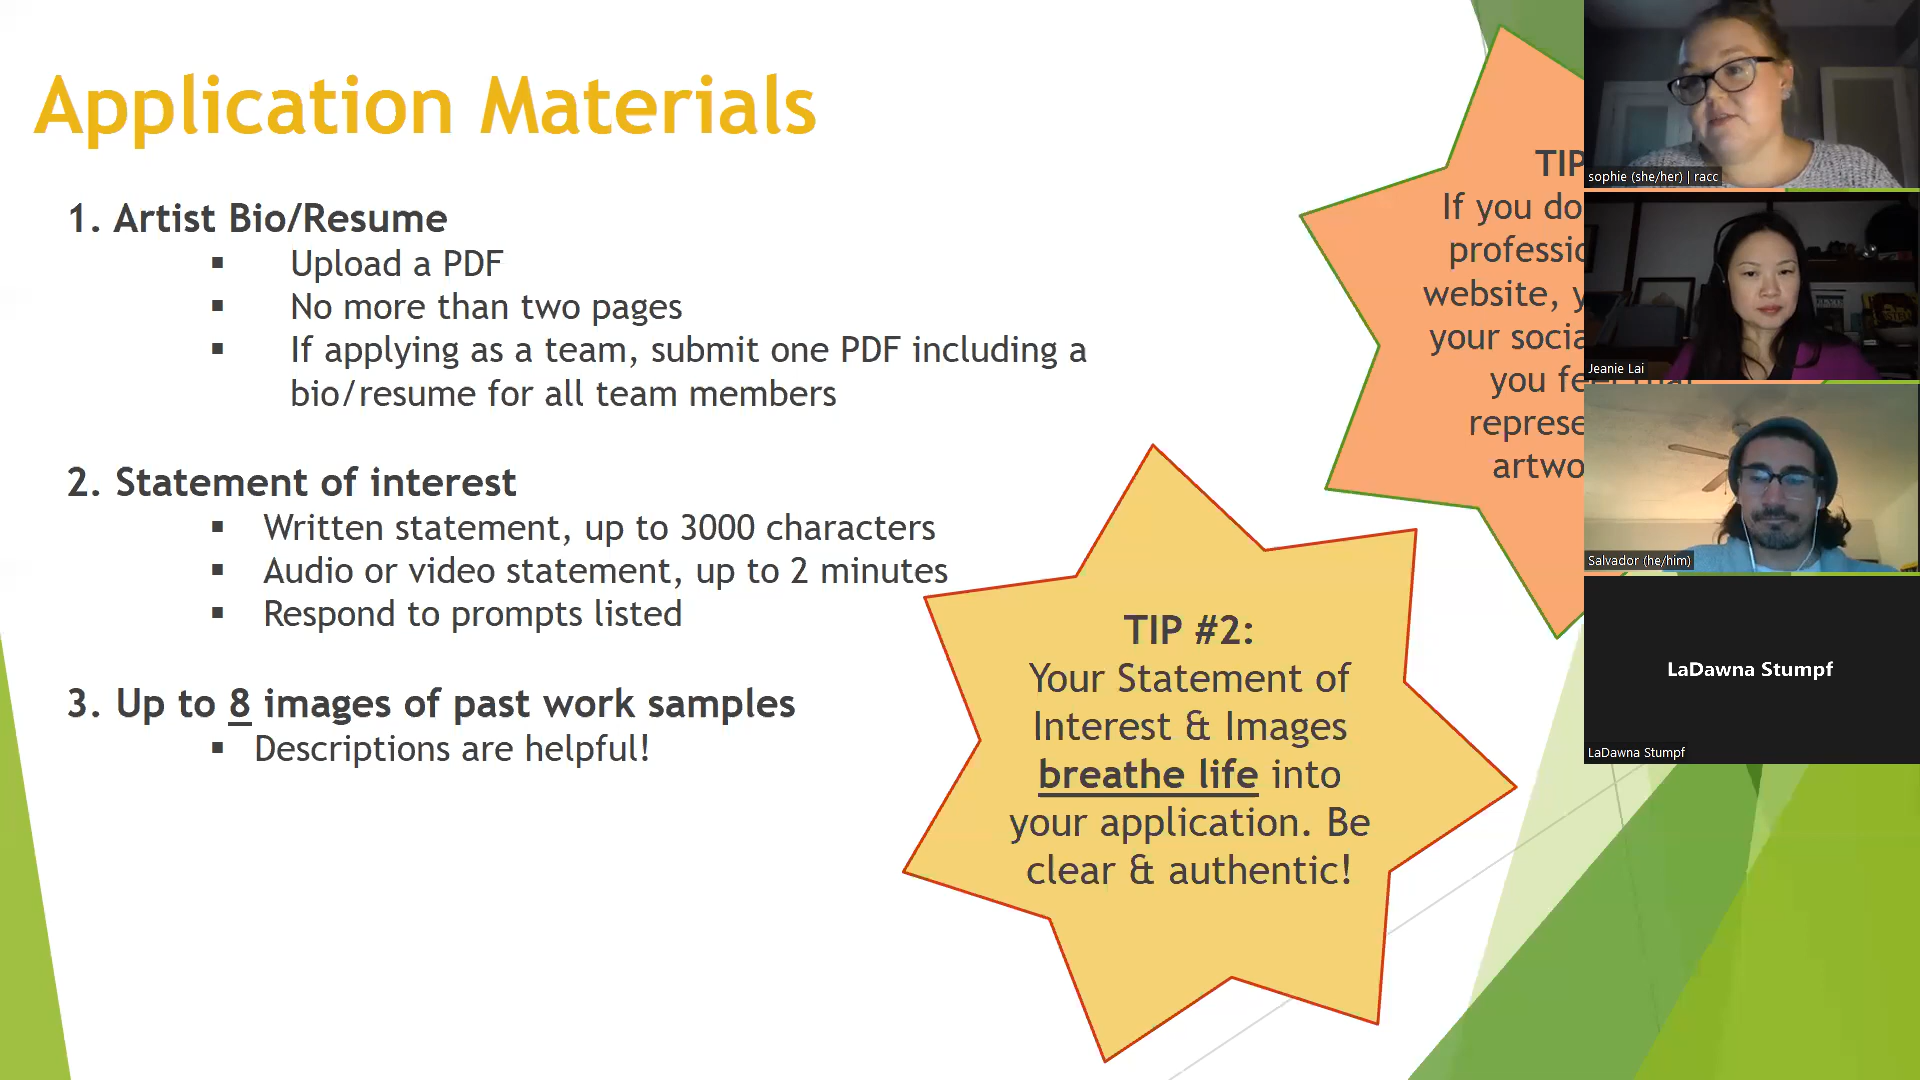 Application Materials
1. Artist Bio/Resume
▪ Upload a PDF
▪ No more than two pages
▪ If applying as a team, submit one PDF including a
bio/resume for all team members
2. Statement of interest
▪ Written statement, up to 3000 characters
▪ Audio or video statement, up to 2 minutes
▪ Respond to prompts listed
3. Up to 8 images of past work samples
▪ Descriptions are helpful!
TIP
If you do
website,
your
you
TIP #2:
Your Statement of
Interest & Images
breathe life into
your application. Be
clear & authentic!
sophie (she/her) | racc
Jeanie Lai
Salvador (he/him)
LaDawna Stumpf
LaDawna Stumpf